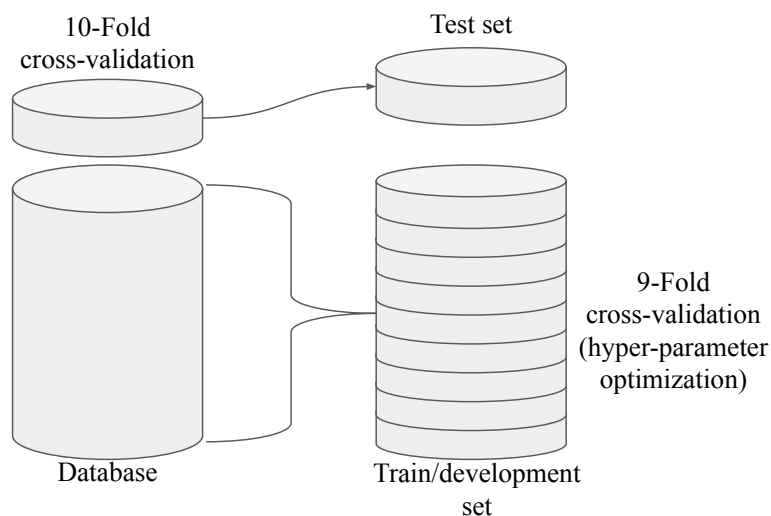 10-Fold
cross-validation
Test set
9-Fold
cross-validation
(hyper-parameter
optimization)
Database
Train/development
set